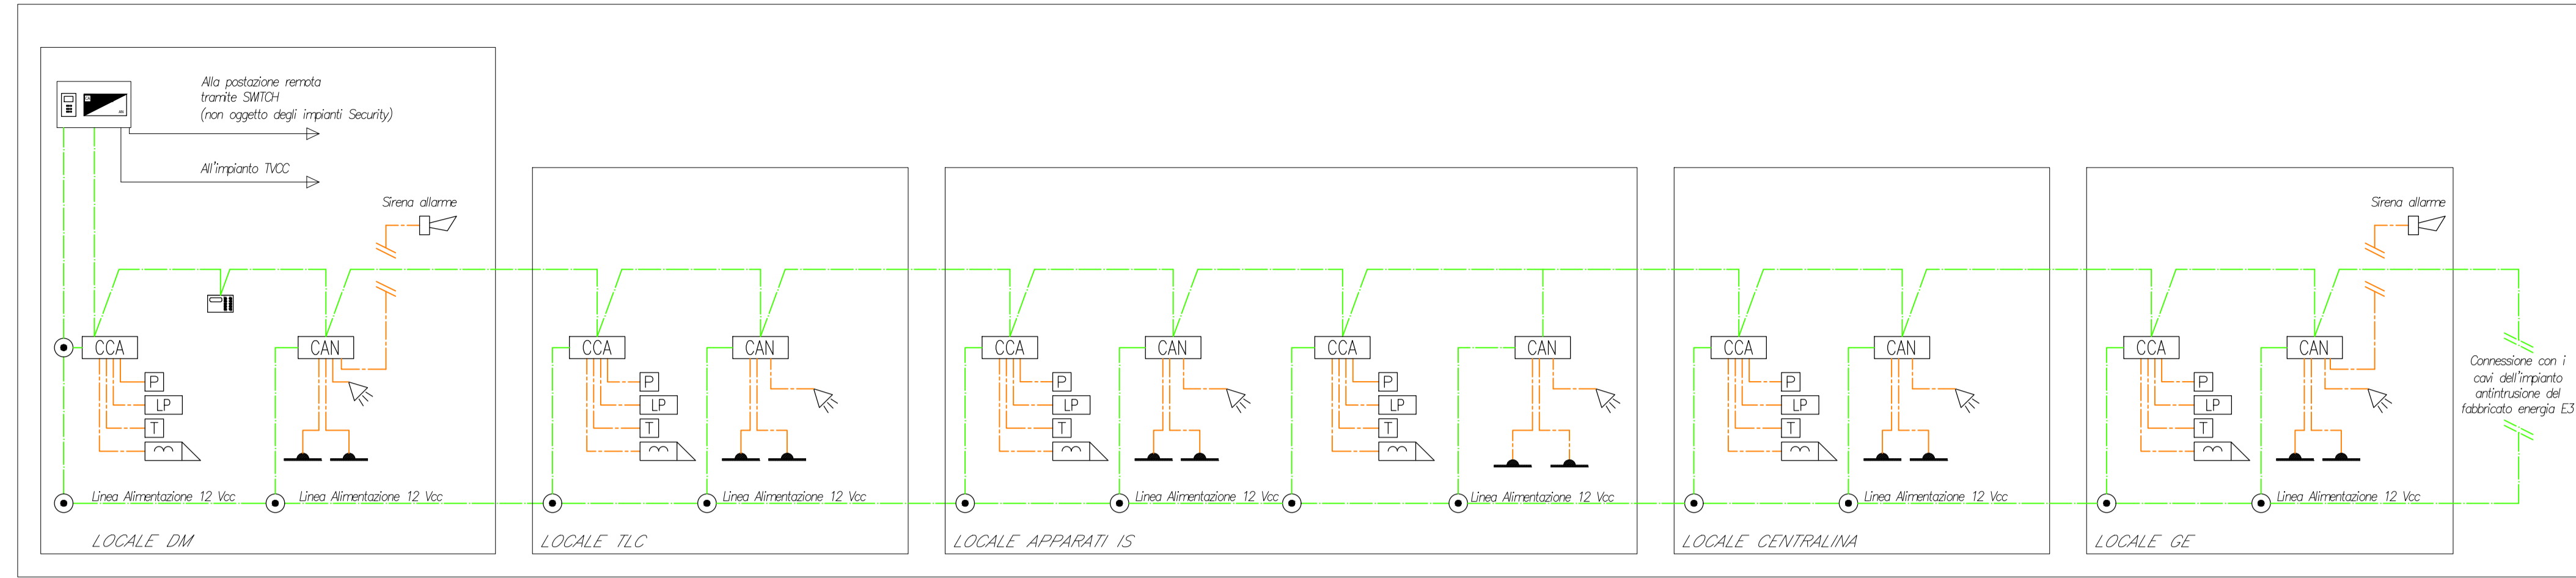 Alla postazione remota
tramite SWITCH
(non oggetto degli impianti Security)
All'impianto TVCC
Sirena allarme
CCA
CAN
P
LP
T
Linea Alimentazione 12 Vcc
Linea Alimentazione 12 Vcc
LOCALE DM
CCA
CAN
P
LP
T
Linea Alimentazione 12 Vcc
LOCALE TLC
CCA
CAN
CCA
CAN
P
LP
T
P
LP
T
Linea Alimentazione 12 Vcc
Linea Alimentazione 12 Vcc
LOCALE APPARATI IS
CCA
CAN
P
LP
T
Linea Alimentazione 12 Vcc
LOCALE CENTRALINA
Sirena allarme
CCA
CAN
P
LP
T
Linea Alimentazione 12 Vcc
LOCALE GE
Connessione con i
cavi dell'impianto
antintrusione del
fabbricato energia E3